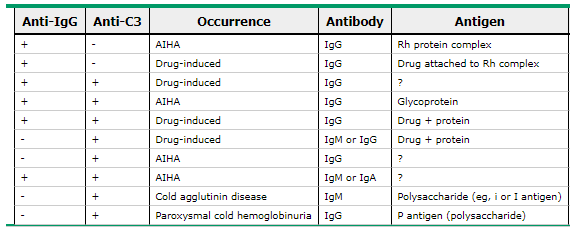 Anti-IgG Anti-C3 Occurrence Antibody Antigen
+ - AIHA IgG Rh protein complex
+ - Drug-induced IgG Drug attached to Rh complex
+ + Drug-induced IgG ?
+ + AIHA IgG Glycoprotein
+ + Drug-induced IgG Drug + protein
- + Drug-induced IgM or IgG Drug + protein
- + AIHA IgG ?
+ + AIHA IgM or IgA ?
- + Cold agglutinin disease IgM Polysaccharide (eg, i or I antigen)
- + Paroxysmal cold hemoglobinuria IgG P antigen (polysaccharide)